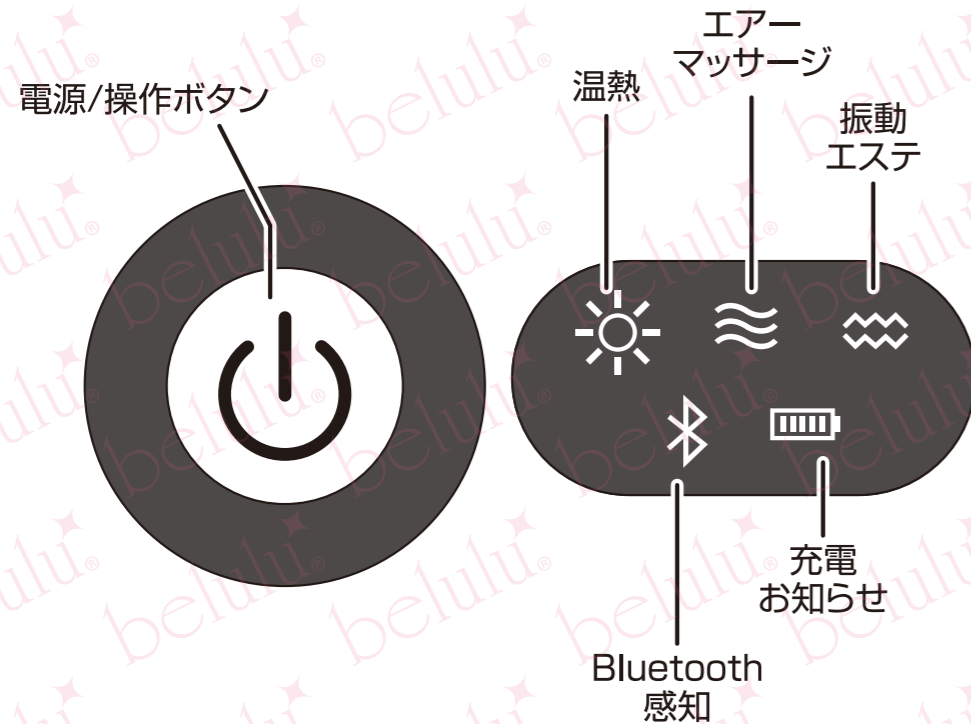 電源/操作ボタン
温熱
エアー
マッサージ
振動
エステ
Bluetooth
感知
充電
お知らせ
belulu®